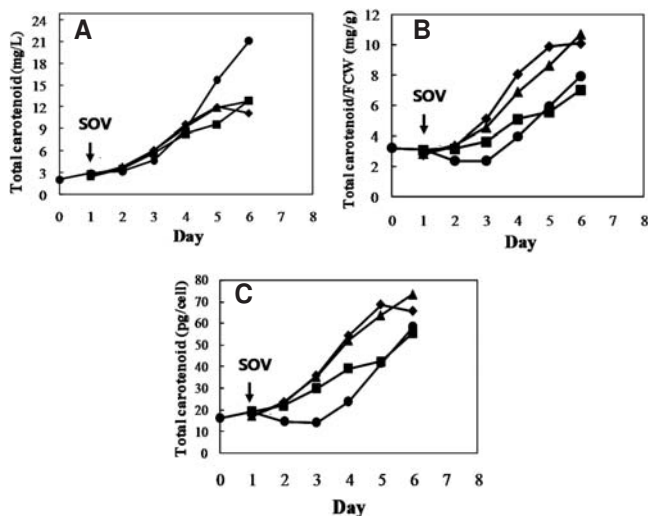 A
Total carotenoid (mg/L)
24
21
18
15
12
9
6
3
0
SOV
0 1 2 3 4 5 6 7 8
Day
B
Total carotenoid/FCW (mg/g)
12
10
8
6
4
2
0
SOV
0 1 2 3 4 5 6 7 8
Day
C
Total carotenoid (pg/cell)
80
70
60
50
40
30
20
10
0
SOV
0 1 2 3 4 5 6 7 8
Day